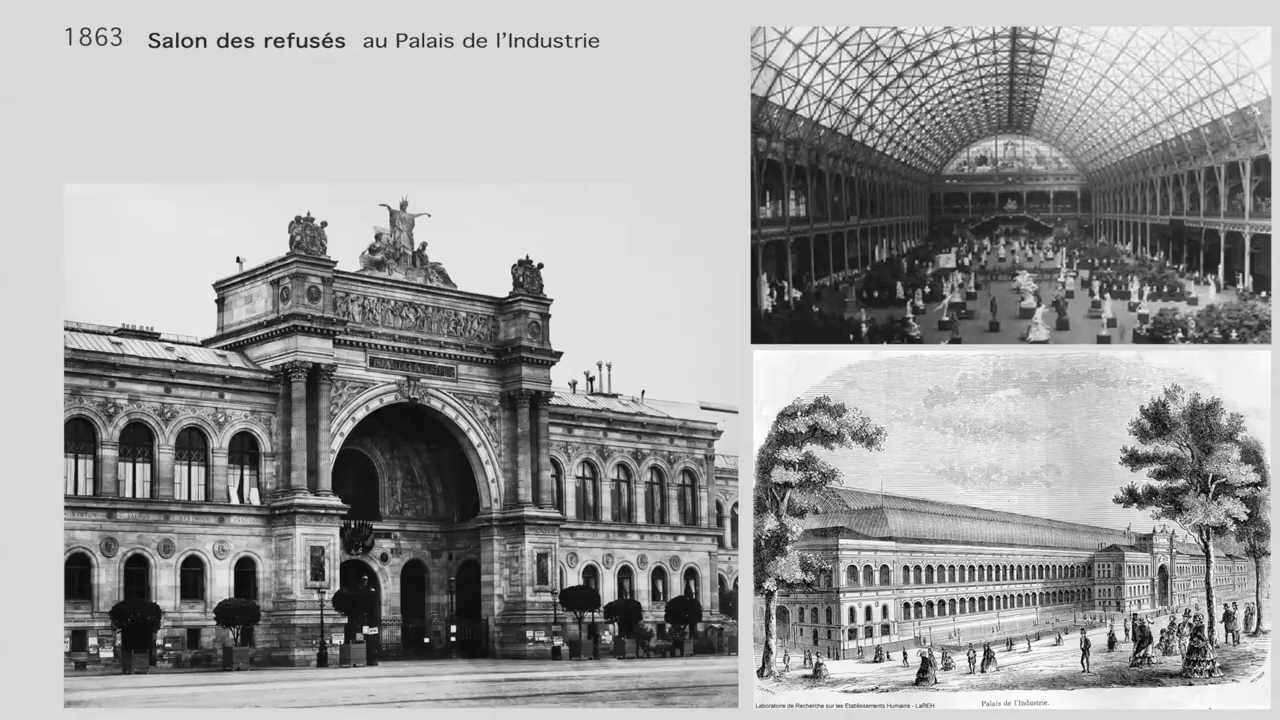 1863 Salon des refusés au Palais de l'Industrie
Laboratoire de Recherche sur les Etablissements Humains - LaREH
Palais de l'Industrie.